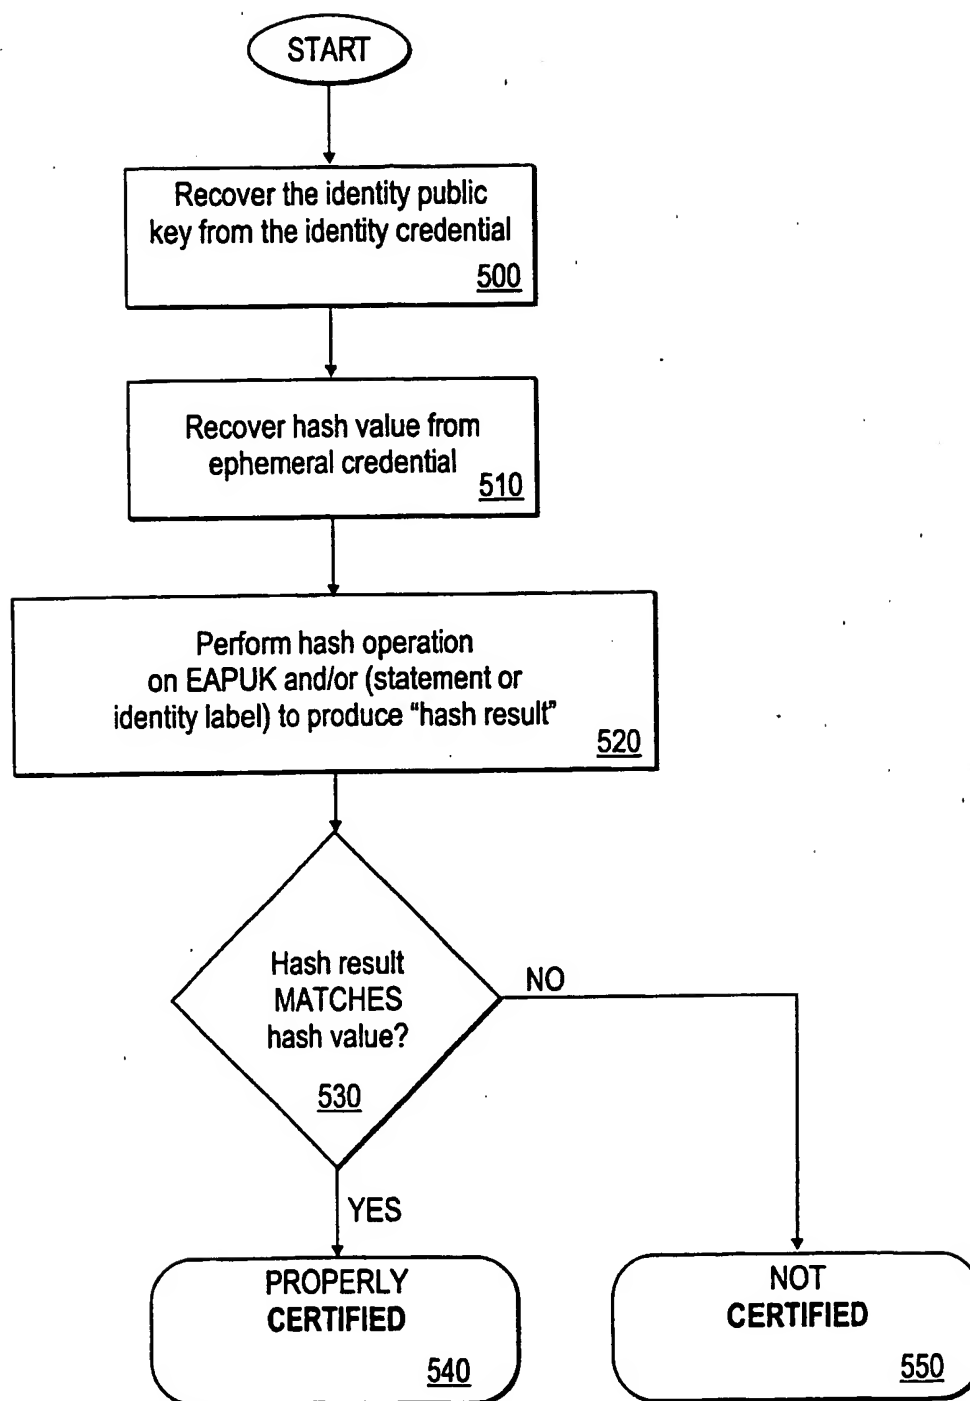 START
Recover the identity public
key from the identity credential
500
Recover hash value from
ephemeral credential
510
Perform hash operation
on EAPUK and/or (statement or
identity label) to produce "hash result"
520
Hash result
MATCHES
hash value?
530
NO
YES
PROPERLY
CERTIFIED
540
NOT
CERTIFIED
550